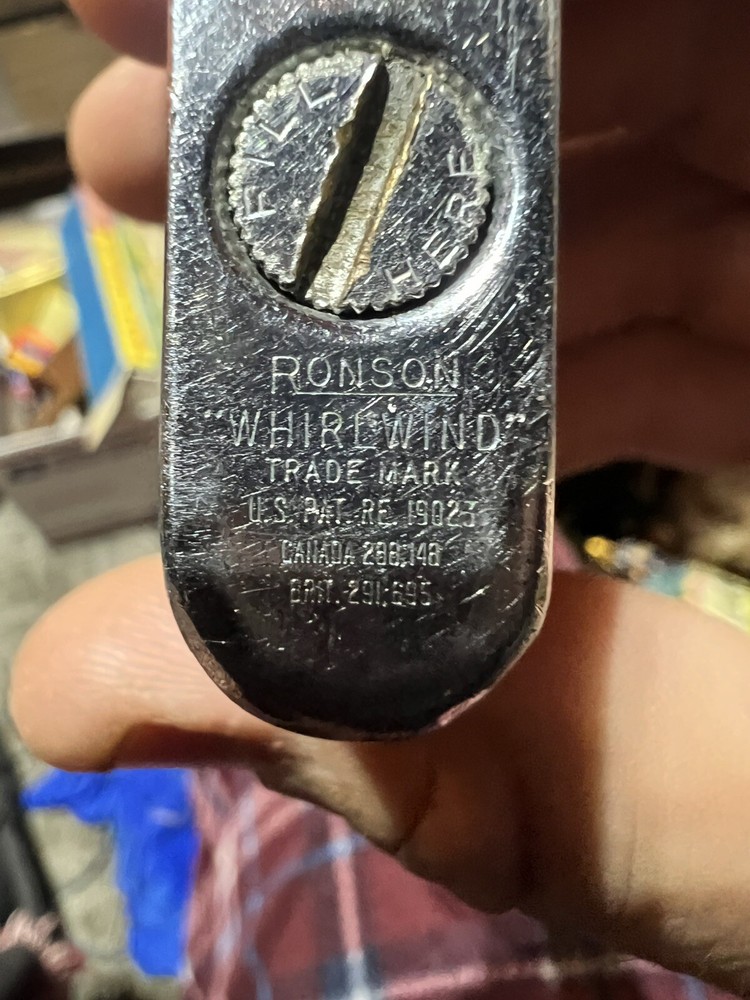 FILL
HERE
RONSON
"WHIRLWIND"
TRADE MARK
U.S. PAT. RE. 19023
CANADA 288,148
BRIT. 291,695